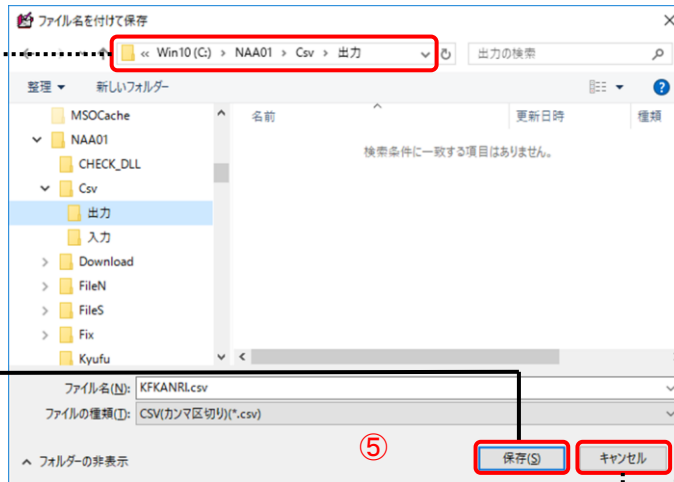 ファイル名を付けて保存
« Win10 (C:) › NAA01 › Csv › 出力
出力の検索
整理 新しいフォルダー
MSOCache
NAA01
CHECK_DLL
Csv
出力
入力
Download
FileN
FileS
Fix
Kyufu
名前 更新日時 種類
検索条件に一致する項目はありません。
ファイル名(N): KFKANRI.csv
ファイルの種類(T): CSV(カンマ区切り)(*.csv)
⑤
フォルダーの非表示 保存(S) キャンセル